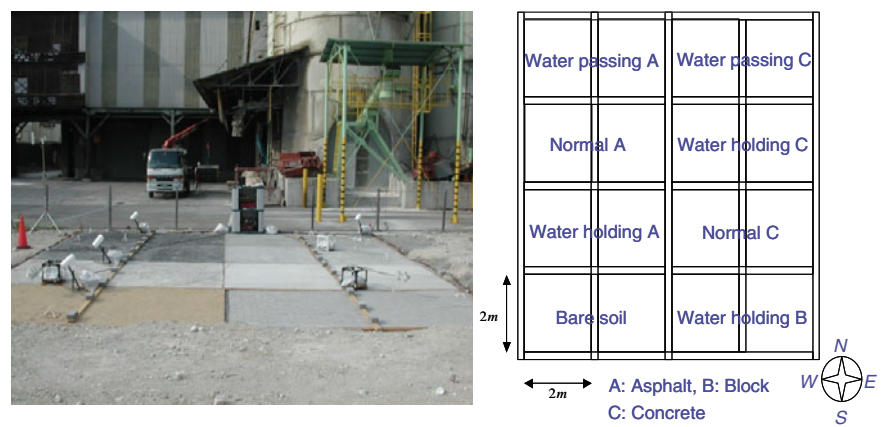 Water passing A
Water passing C
Normal A
Water holding C
Water holding A
Normal C
Bare soil
Water holding B
2m
2m
A: Asphalt, B: Block
C: Concrete
N
W
E
S